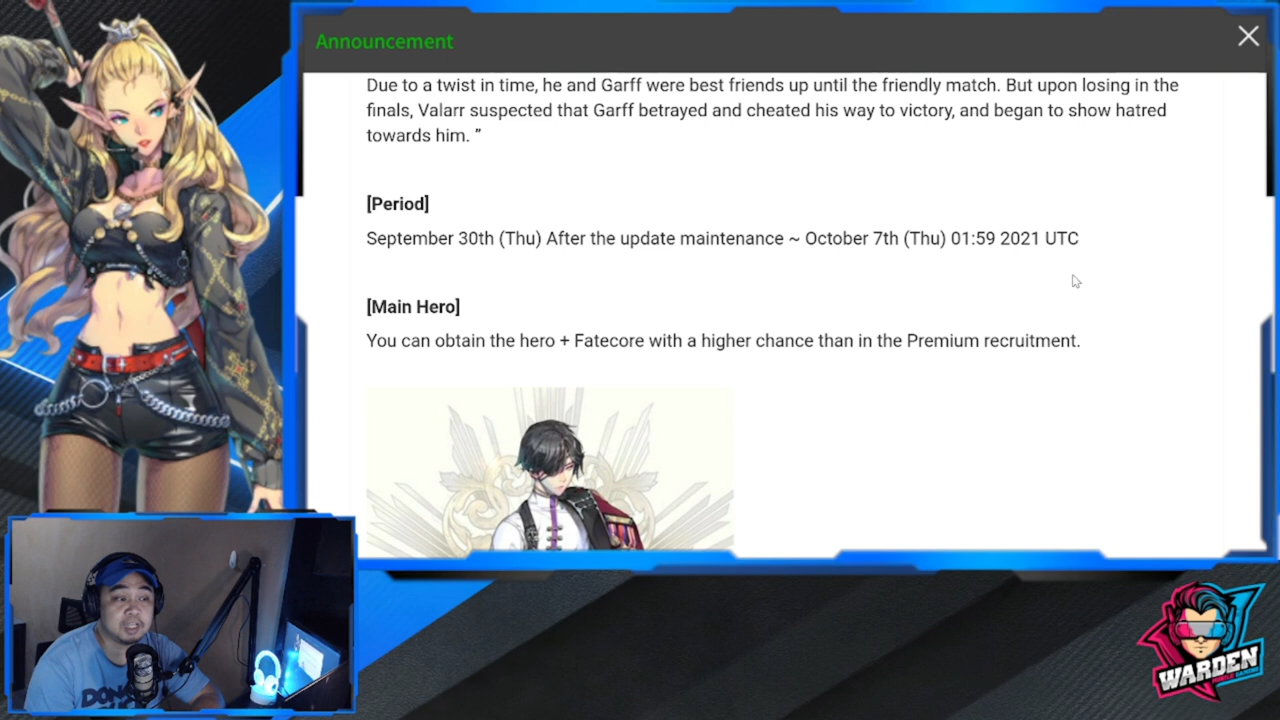 Announcement
Due to a twist in time, he and Garff were best friends up until the friendly match. But upon losing in the
finals, Valarr suspected that Garff betrayed and cheated his way to victory, and began to show hatred
towards him. ”
[Period]
September 30th (Thu) After the update maintenance ~ October 7th (Thu) 01:59 2021 UTC
[Main Hero]
You can obtain the hero + Fatecore with a higher chance than in the Premium recruitment.
DON
WARDEN
MOBILE GAMING